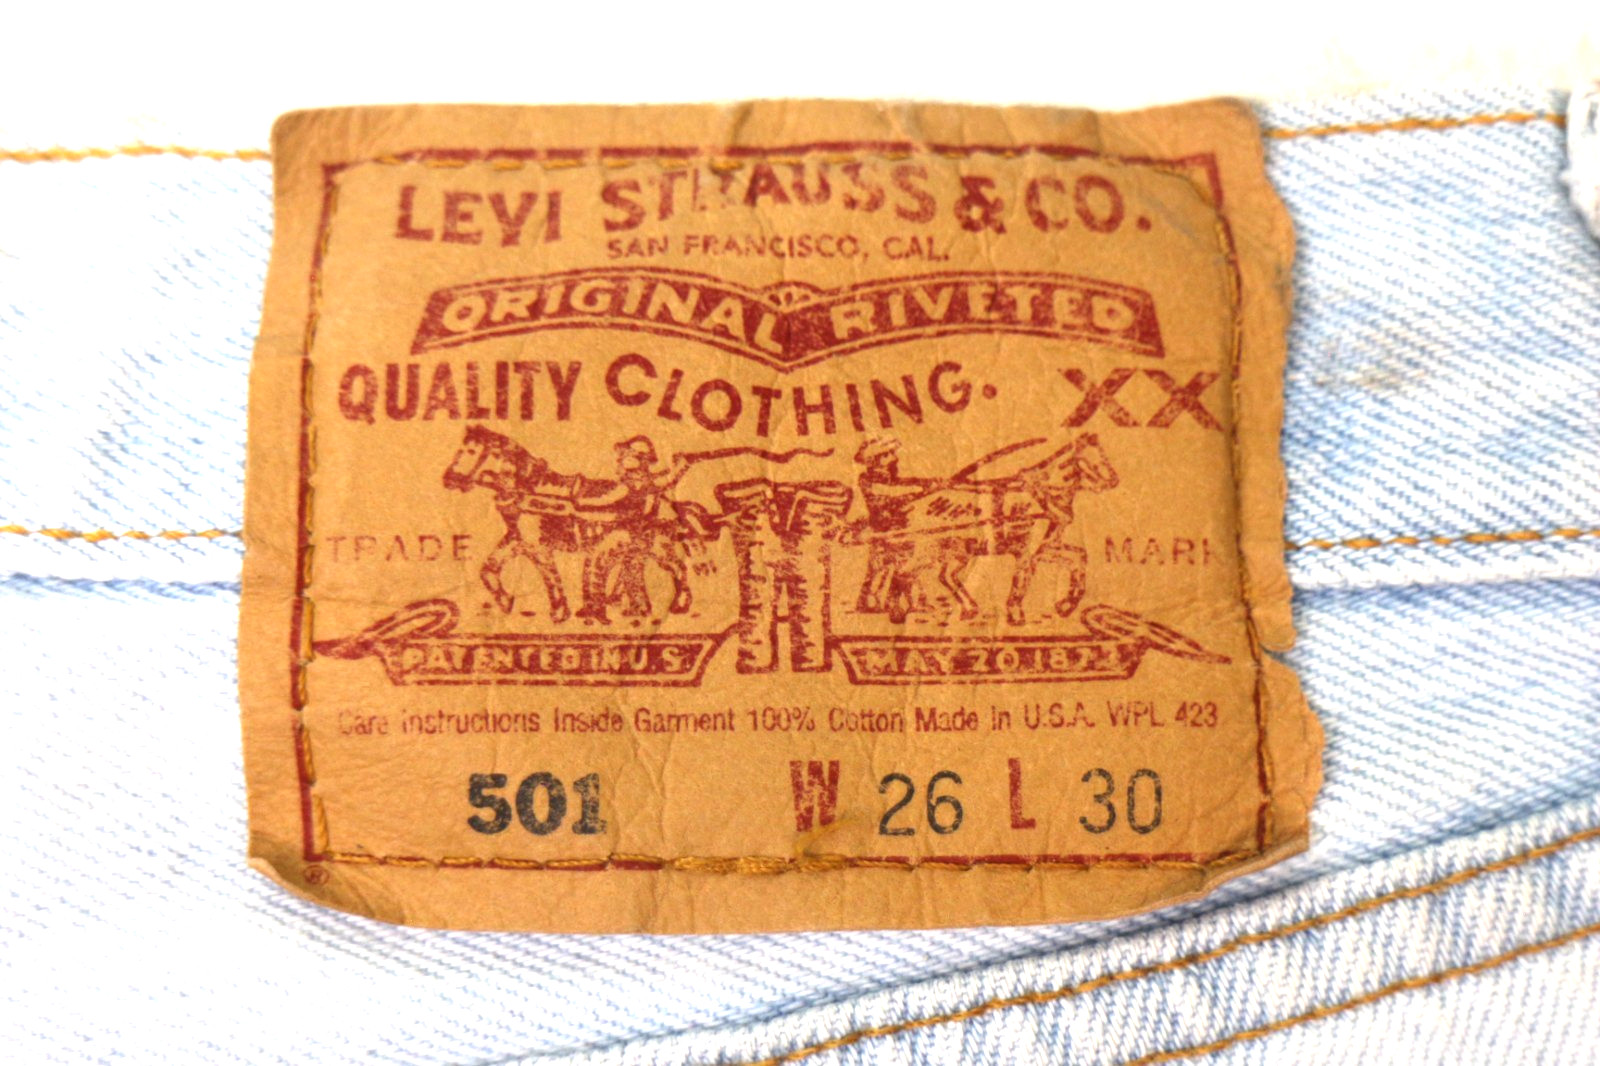 LEVI STRAUSS & CO.
SAN FRANCISCO, CAL.
ORIGINAL RIVETED
QUALITY CLOTHING. XX
TRADE MARK
PATENTED IN U.S. MAY 20 1873
Care Instructions Inside Garment 100% Cotton Made in U.S.A. WPL 423
501 W 26 L 30
®